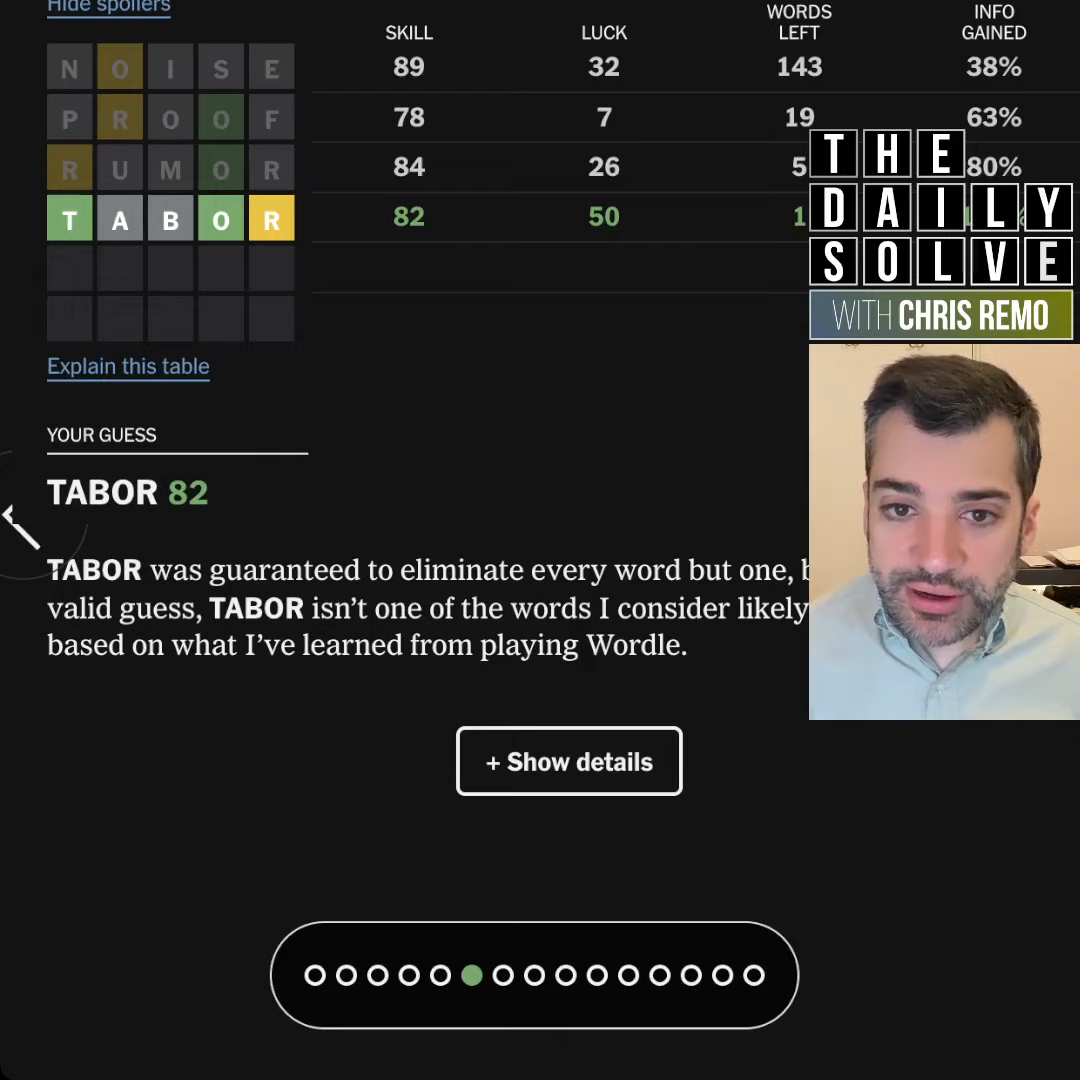 Hide spoilers
SKILL LUCK WORDS LEFT INFO GAINED
N O I S E 89 32 143 38%
P R O O F 78 7 19 63%
R U M O R 84 26 5 80%
T A B O R 82 50 1
THE
DAILY
SOLVE
WITH CHRIS REMO
Explain this table
YOUR GUESS
TABOR 82
TABOR was guaranteed to eliminate every word but one,
valid guess, TABOR isn’t one of the words I consider likely
based on what I’ve learned from playing Wordle.
+ Show details